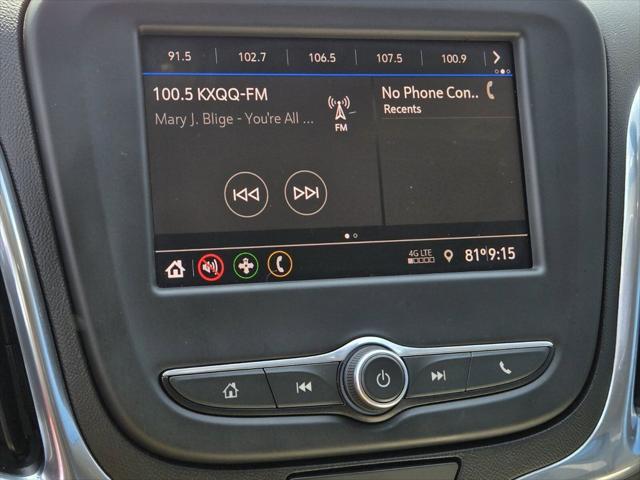 91.5 102.7 106.5 107.5 100.9
100.5 KXQQ-FM
Mary J. Blige - You're All ...
FM
No Phone Con..
Recents
4G LTE 81° 9:15